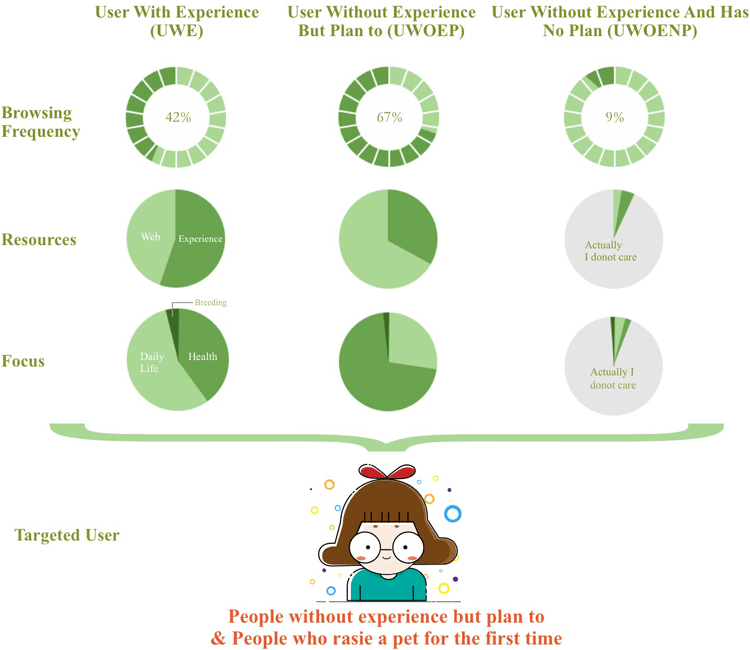 User With Experience
(UWE)
User Without Experience
But Plan to (UWOEP)
User Without Experience And Has
No Plan (UWOENP)
Browsing
Frequency
42%
67%
9%
Resources
Web
Experience
Actually
I donot care
Breeding
Focus
Daily
Life
Health
Actually I
donot care
Targeted User
People without experience but plan to
& People who rasie a pet for the first time